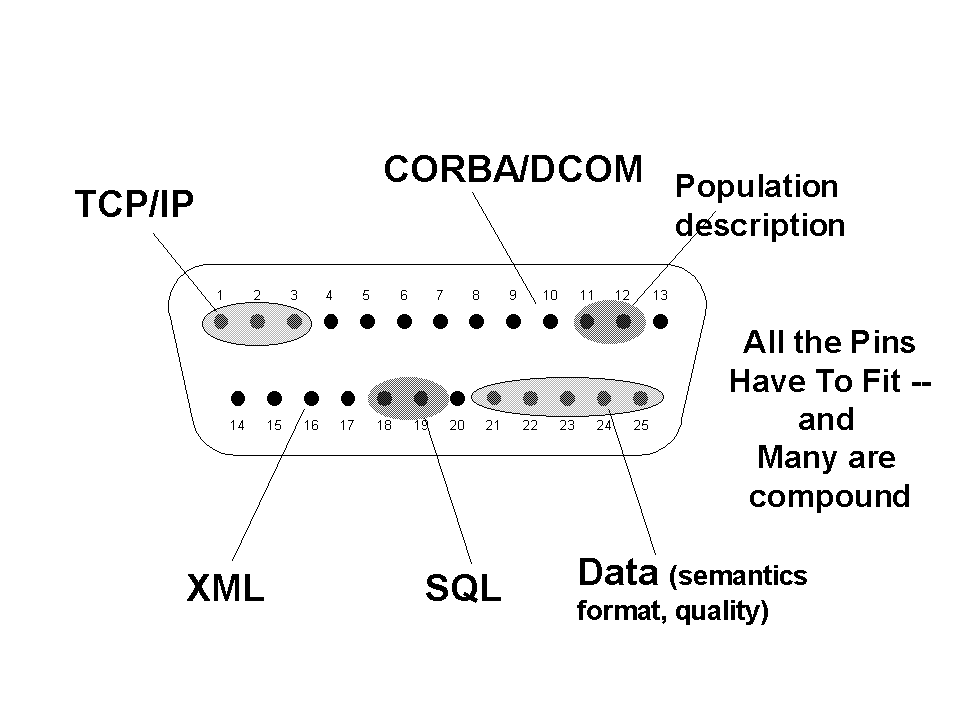 CORBA/DCOM
Population
description
TCP/IP
1 2 3 4 5 6 7 8 9 10 11 12 13
All the Pins
Have To Fit --
and
Many are
compound
14 15 16 17 18 19 20 21 22 23 24 25
XML
SQL
Data (semantics
format, quality)